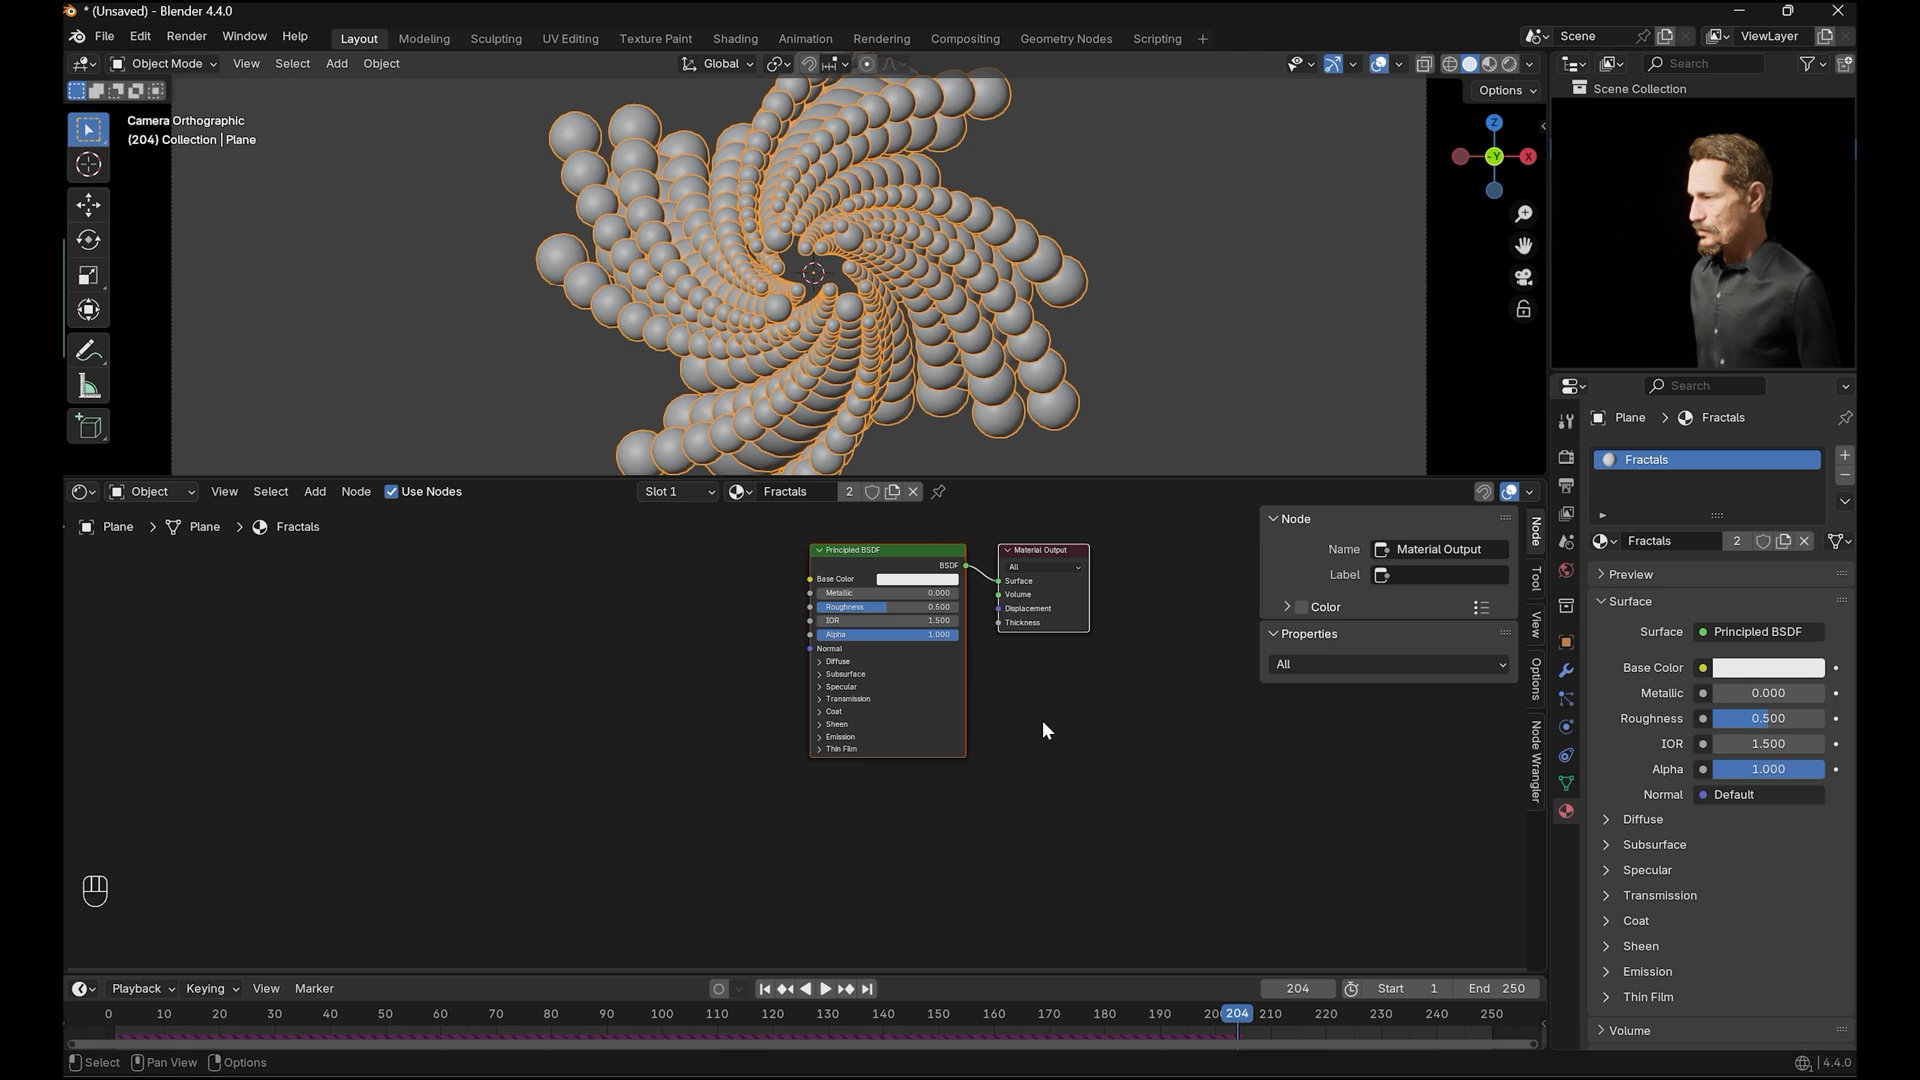 * (Unsaved) - Blender 4.4.0
File Edit Render Window Help Layout Modeling Sculpting UV Editing Texture Paint Shading Animation Rendering Compositing Geometry Nodes Scripting + Scene ViewLayer
Object Mode View Select Add Object Global Search
Options
Scene Collection
Camera Orthographic
(204) Collection | Plane
Z
-Y X
Search
Plane > Fractals
Fractals
Object View Select Add Node Use Nodes Slot 1 Fractals 2
Plane > Plane > Fractals
Node
Name Material Output
Label
Color
Properties
All
Node
Tool
View
Options
Node Wrangler
Principled BSDF
BSDF
Base Color
Metallic 0.000
Roughness 0.500
IOR 1.500
Alpha 1.000
Normal
Diffuse
Subsurface
Specular
Transmission
Coat
Sheen
Emission
Thin Film
Material Output
All
Surface
Volume
Displacement
Thickness
Fractals 2
Preview
Surface
Surface Principled BSDF
Base Color
Metallic 0.000
Roughness 0.500
IOR 1.500
Alpha 1.000
Normal Default
Diffuse
Subsurface
Specular
Transmission
Coat
Sheen
Emission
Thin Film
Volume
Playback Keying View Marker 204 Start 1 End 250
0 10 20 30 40 50 60 70 80 90 100 110 120 130 140 150 160 170 180 190 20 204 210 220 230 240 250
Select Pan View Options 4.4.0